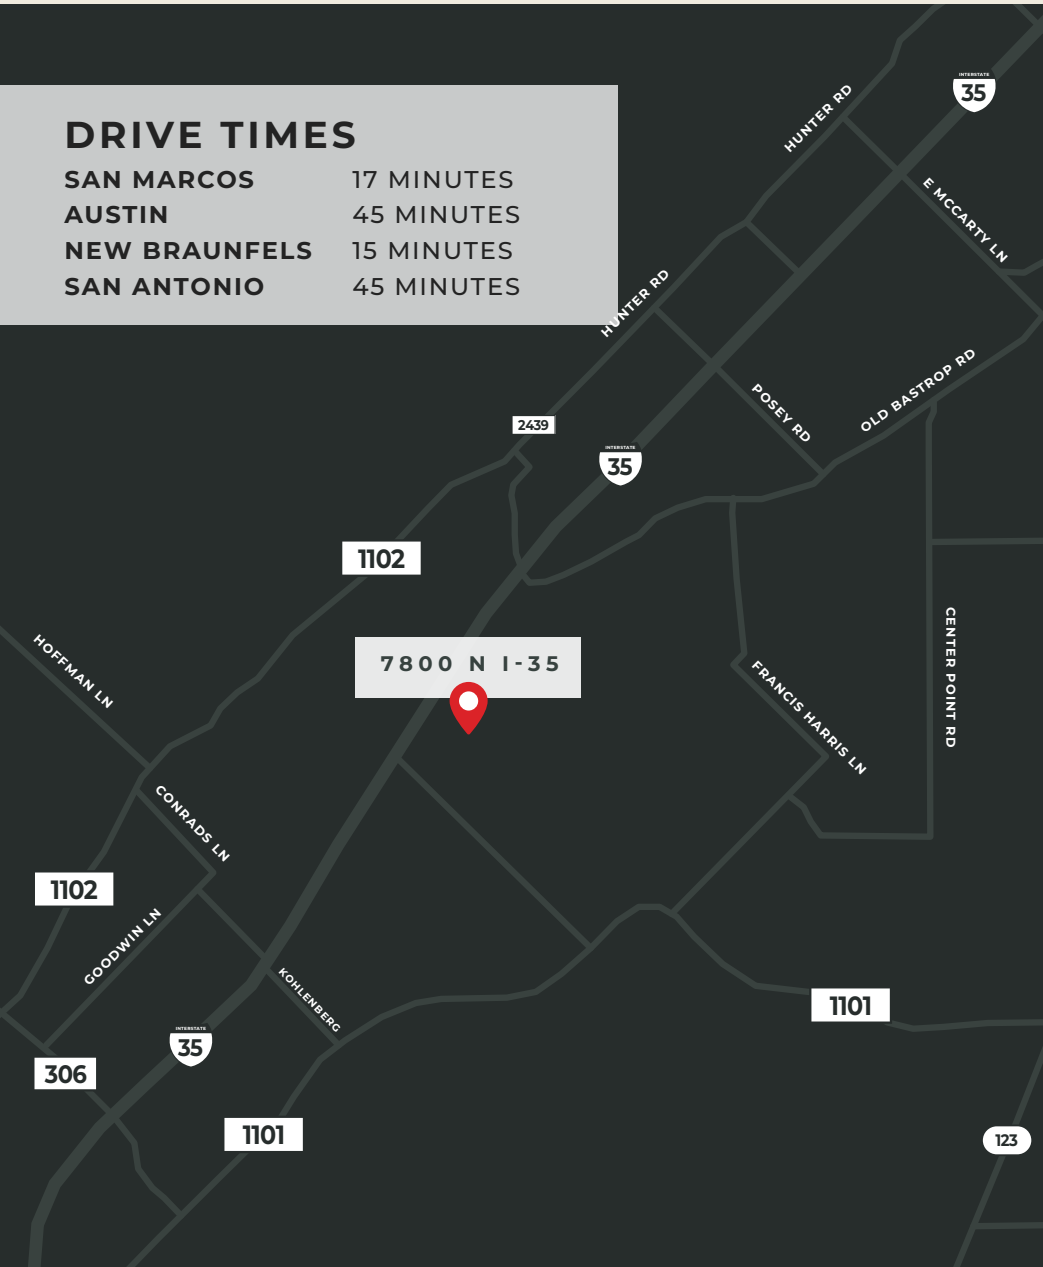 INTERSTATE
35
HUNTER RD
DRIVE TIMES
SAN MARCOS 17 MINUTES
AUSTIN 45 MINUTES
NEW BRAUNFELS 15 MINUTES
SAN ANTONIO 45 MINUTES
E MCCARTY LN
HUNTER RD
OLD BASTROP RD
POSEY RD
2439
INTERSTATE
35
1102
HOFFMAN LN
7800 N I-35
CENTER POINT RD
FRANCIS HARRIS LN
CONRADS LN
1102
GOODWIN LN
KOHLENBERG
1101
INTERSTATE
35
306
1101
123